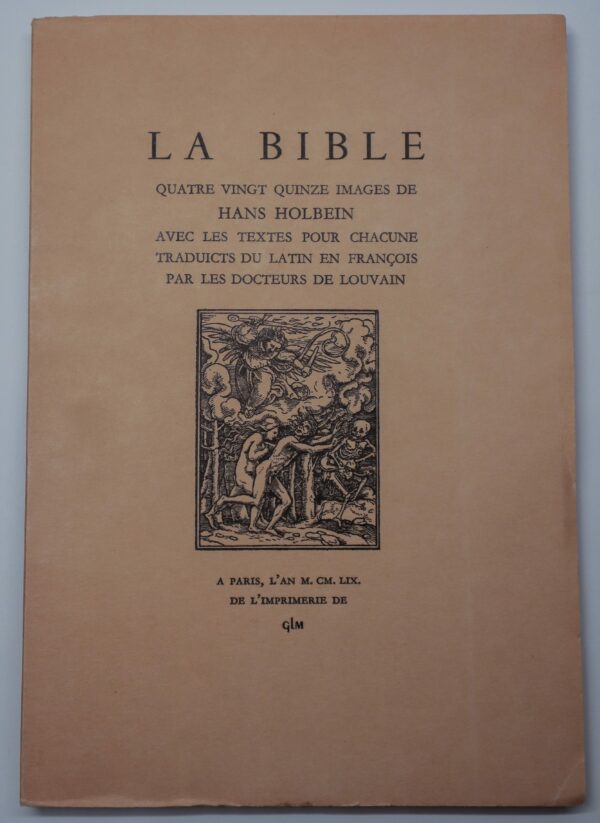 LA BIBLE
QUATRE VINGT QUINZE IMAGES DE
HANS HOLBEIN
AVEC LES TEXTES POUR CHACUNE
TRADUICTS DU LATIN EN FRANÇOIS
PAR LES DOCTEURS DE LOUVAIN
A PARIS, L'AN M. CM. LIX.
DE L'IMPRIMERIE DE
GLM